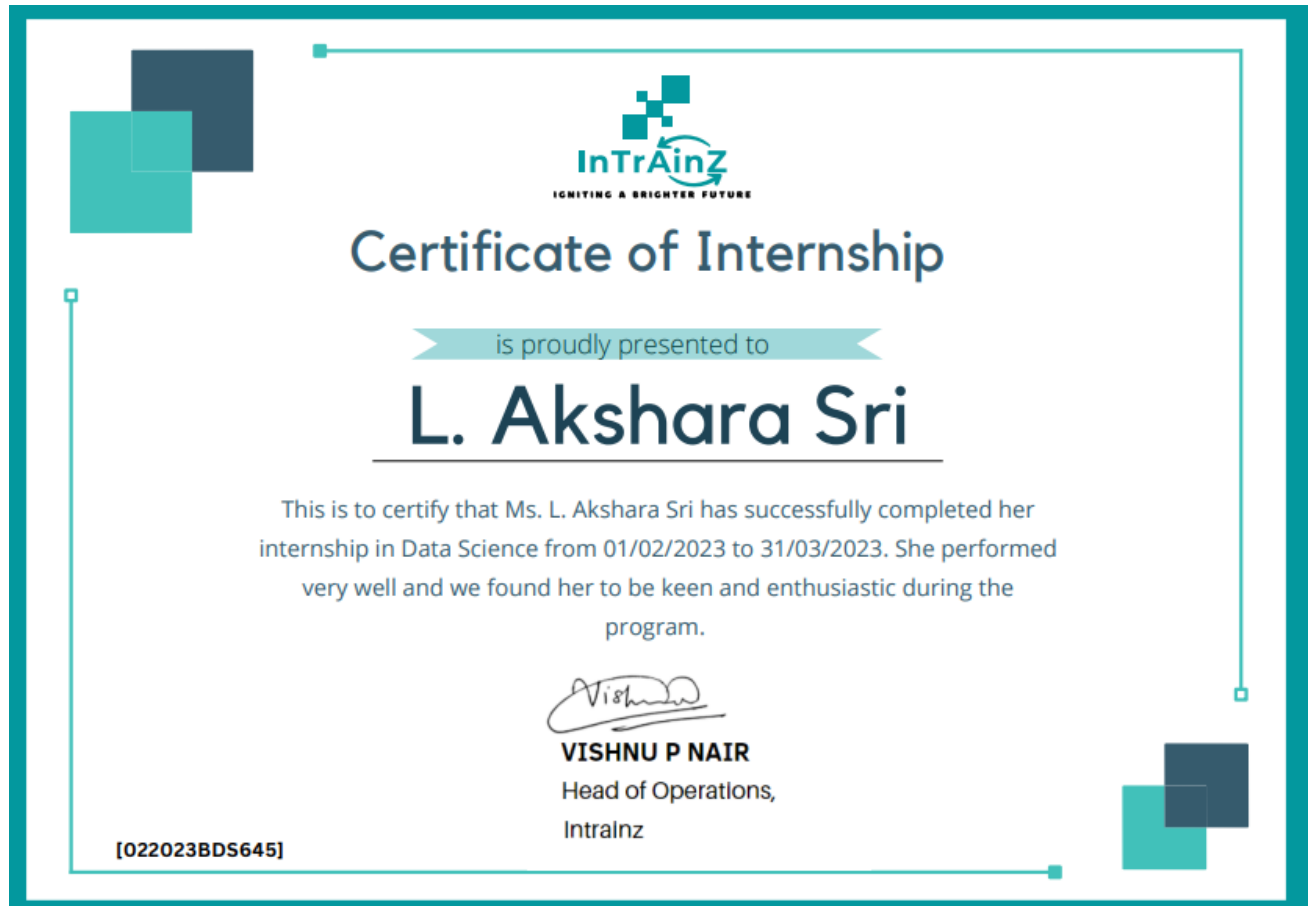 InTrAinZ
IGNITING A BRIGHTER FUTURE
Certificate of Internship
is proudly presented to
L. Akshara Sri
This is to certify that Ms. L. Akshara Sri has successfully completed her
internship in Data Science from 01/02/2023 to 31/03/2023. She performed
very well and we found her to be keen and enthusiastic during the
program.
VISHNU P NAIR
Head of Operations,
Intrainz
[022023BDS645]